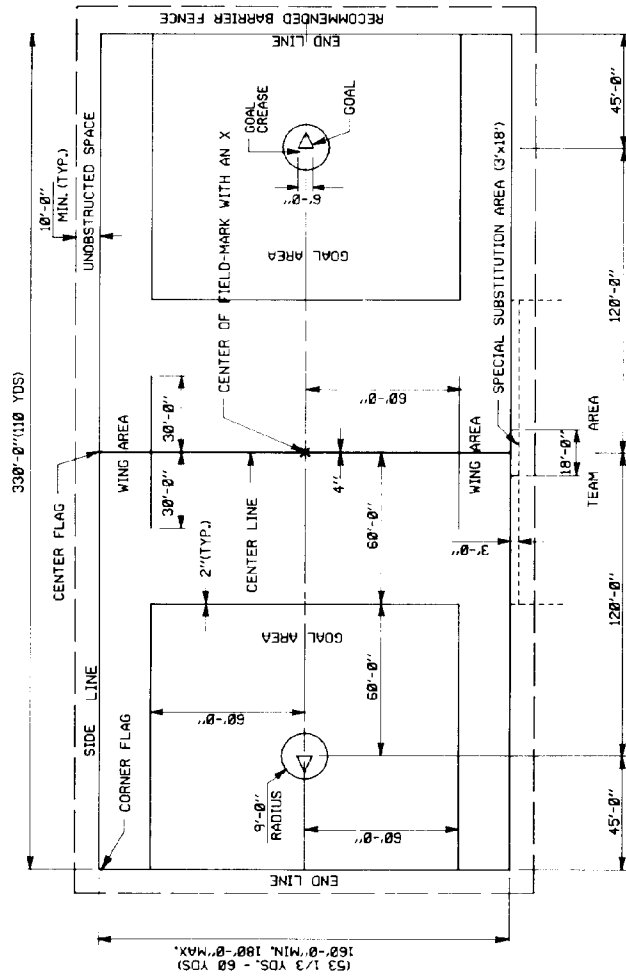 330'-0"(110 YDS)
CENTER FLAG
10'-0"
MIN.(TYP.)
UNOBSTRUCTED SPACE
RECOMMENDED BARRIER FENCE
SIDE LINE
CORNER FLAG
WING AREA
30'-0"
30'-0"
2"(TYP.)
CENTER LINE
CENTER OF FIELD-MARK WITH AN X
END LINE
GOAL AREA
60'-0"
9'-0"
RADIUS
60'-0"
60'-0"
60'-0"
4"
60'-0"
GOAL AREA
6'-0"
GOAL
CREASE
GOAL
END LINE
WING AREA
3'-0"
18'-0"
SPECIAL SUBSTITUTION AREA (3'x18')
TEAM AREA
45'-0"
120'-0"
120'-0"
45'-0"
160'-0"MIN. 180'-0"MAX.
(53 1/3 YDS. - 60 YDS)